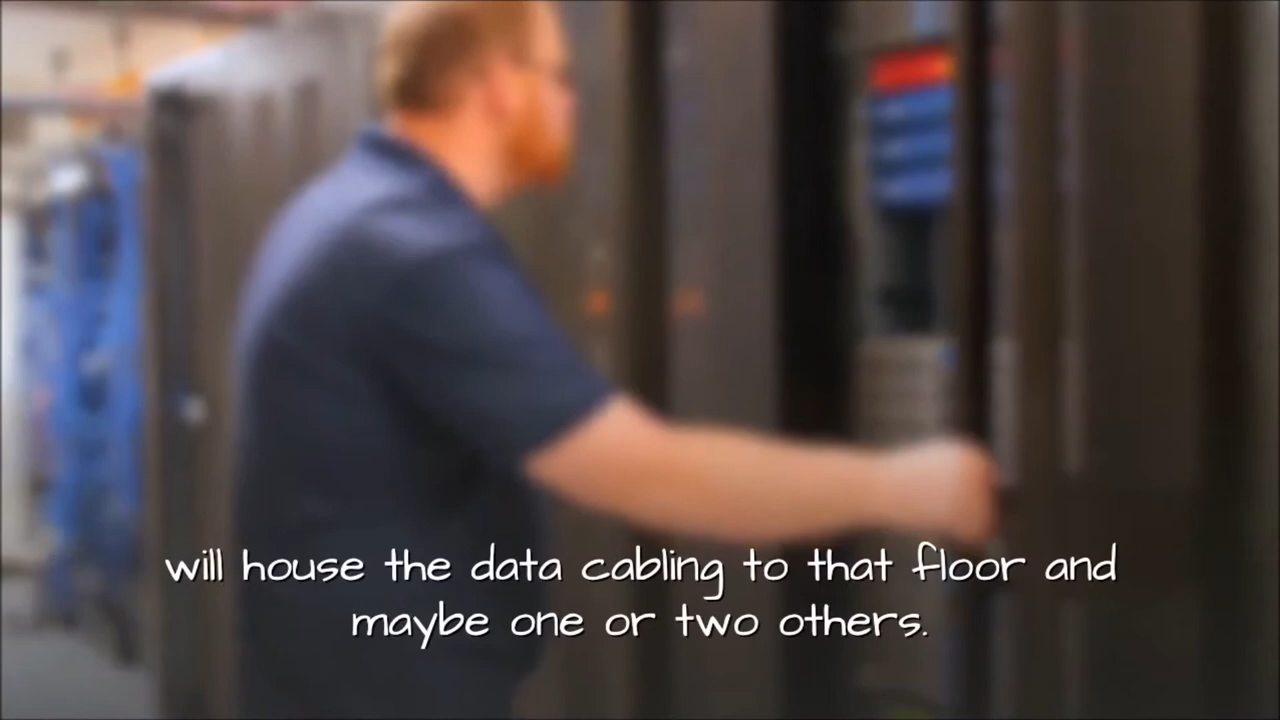 will house the data cabling to that floor and
maybe one or two others.